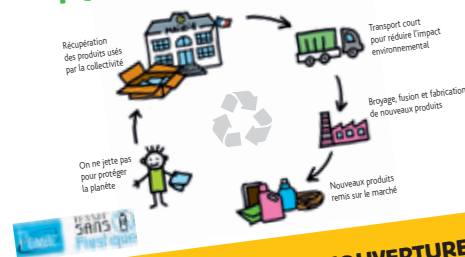 Mairie
Récupération
des produits usés
par la collectivité
Transport court
pour réduire l'impact
environnemental
Broyage, fusion et fabrication
de nouveaux produits
Nouveaux produits
remis sur le marché
On ne jette pas
pour protéger
la planète
SANS
Plastique
OUVERTURE